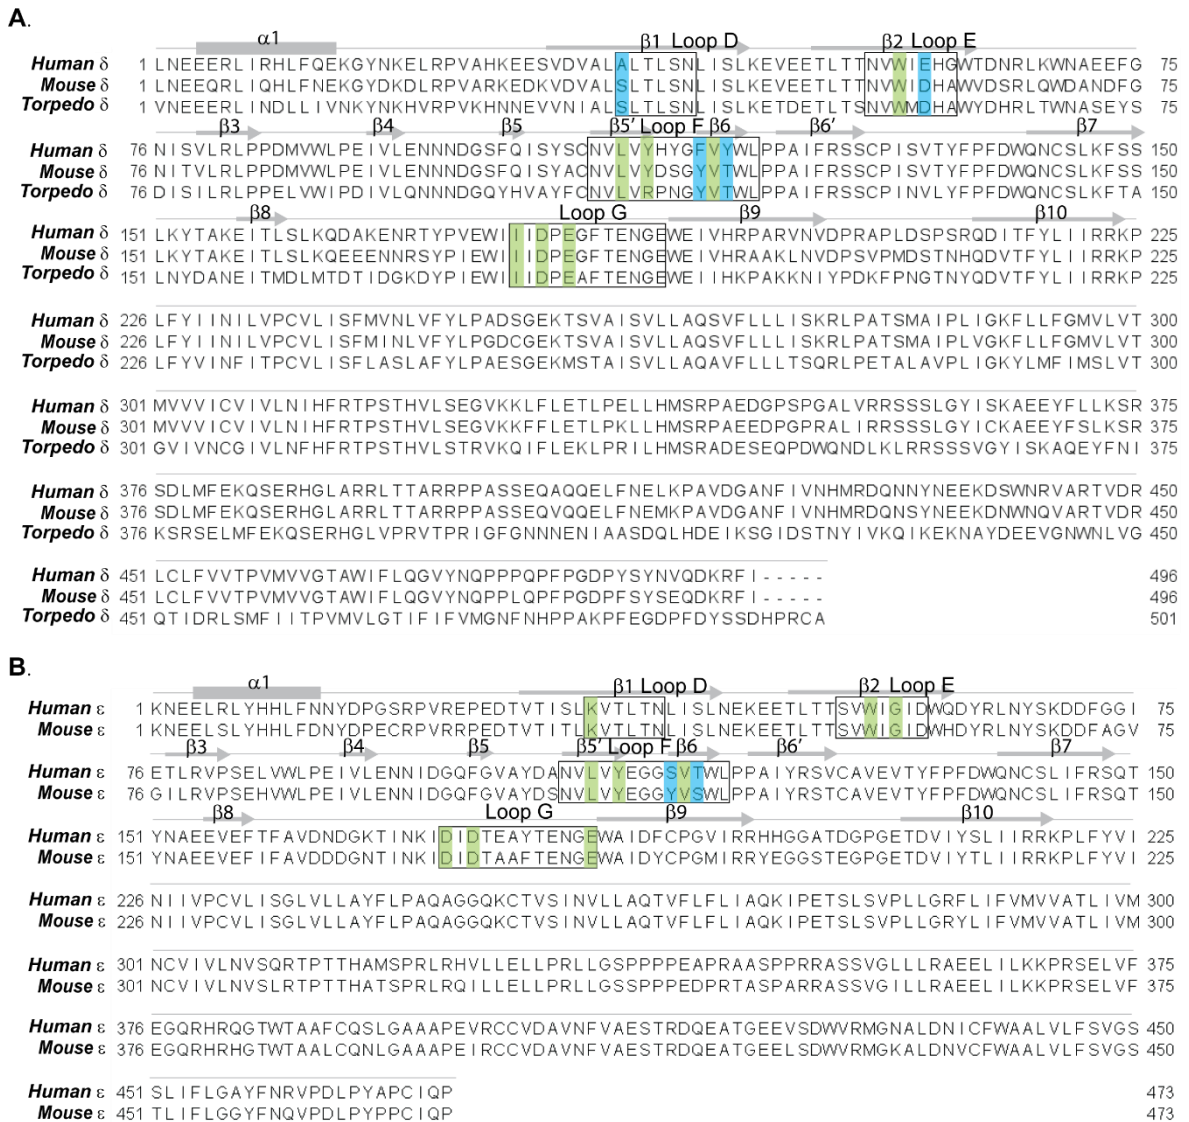 A.
α1 β1 Loop D β2 Loop E
Human δ 1 LNEEERLIRHLFQEKGYNKELRPVAHKEESVDVALALTLSNLISLKEVEETLTTNVWIEHGWTDNRLKWNAEEFG 75
Mouse δ 1 LNEEQRLIQHLFNEKGYDKDLRPVARKEDKVDVALSLTLSNLISLKEVEETLTTNVWIDHAWVDSRLQWDANDFG 75
Torpedo δ 1 VNEEERLINDLLIVNKYNKHVRPVKHNNEVVNIALSLTLSNLISLKETDETLTSNVWMDHAWYDHRLTWNASEYS 75
β3 β4 β5 β5’ Loop F β6 β6’ β7
Human δ 76 NISVLRLPPDMVWLPEIVLENNNDGSFQISYSCNVLVYHYGFVYWLPPAIFRSSCPISVTYFPFDWQNCSLKFSS 150
Mouse δ 76 NITVLRLPPDMVWLPEIVLENNNDGSFQISYACNVLVYDSGYVTWLPPAIFRSSCPISVTYFPFDWQNCSLKFSS 150
Torpedo δ 75 DISILRLPPELVWIPDIVLQNNNDGQYHVAYFCNVLVRPNGYVTWLPPAIFRSSCPINVLYFPFDWQNCSLKFTA 150
β8 Loop G β9 β10
Human δ 151 LKYTAKEITLSLKQDAKENRTYPVEWIIIDPEGFTENGEWEIVHRPARVNVDPRAPLDSPSRQDITFYLIIRRKP 225
Mouse δ 151 LKYTAKEITLSLKQEEENNRSYPIEWIIIDPEGFTENGEWEIVHRAAKLNVDPSVPMDSTNHQDVTFYLIIRRKP 225
Torpedo δ 151 LNYDANEITMDLMTDTIDGKDYPIEWIIIDPEAFTENGEWEIIHKPAKKNIYPDKFPNGTNYQDVTFYLIIRRKP 225
Human δ 226 LFYIINILVPCVLISFMVNLVFYLPADSGEKTSVAISVLLAQSVFLLLISKRLPATSMAIPLIGKFLLFGMVLVT 300
Mouse δ 226 LFYIINILVPCVLISFMINLVFYLPGDCGEKTSVAISVLLAQSVFLLLISKRLPATSMAIPLVGKFLLFGMVLVT 300
Torpedo δ 226 LFYVINFITPCVLISFLASLAFYLPAESGEKMSTAISVLLAQAVFLLLTSQRLPETALAVPLIGKYLMFIMSLVT 300
Human δ 301 MVVVICVIVLNIHFRTPSTHVLSEGVKKLFLETLPELLHMSRPAEDGPSPGALVRRSSSLGYISKAEEYFLLKSR 375
Mouse δ 301 MVVVICVIVLNIHFRTPSTHVLSEGVKKFFLETLPKLLHMSRPAEEDPGPRALIRRSSSLGYICKAEEYFSLKSR 375
Torpedo δ 301 GVIVNCGIVLNFHFRTPSTHVLSTRVKQIFLEKLPRILHMSRADESEQPDWQNDLKLRRSSSVGYISKAQEYFNI 375
Human δ 376 SDLMFEKQSERHGLARRLTTARRPPASSEQAQQELFNELKPAVDGANFIVNHMRDQNNYNEEKDSWNRVARTVDR 450
Mouse δ 376 SDLMFEKQSERHGLARRLTTARRPPASSEQVQQELFNEMKPAVDGANFIVNHMRDQNSYNEEKDNWNQVARTVDR 450
Torpedo δ 376 KSRSELMFEKQSERHGLVPRVTPRIGFGNNNENIAASDQLHDEIKSGIDSTNYIVKQIKEKNAYDEEVGNWNLVG 450
Human δ 451 LCLFVVTPVMVVGTAWIFLQGVYNQPPPQPFPGDPYSYNVQDKRFI----- 496
Mouse δ 451 LCLFVVTPVMVVGTAWIFLQGVYNQPPLQPFPGDPFSYSEQDKRFI----- 496
Torpedo δ 451 QTIDRLSMFIITPVMVLGTIFIFVMGNFNHPPAKPFEGDPFDYSSDHPRCA 501
B.
α1 β1 Loop D β2 Loop E
Human ε 1 KNEELRLYHHLFNNYDPGSRPVREPEDTVTISLKVTLTNLISLNEKEETLTTSVWIGIDWQDYRLNYSKDDFGGI 75
Mouse ε 1 KNEELSLYHHLFDNYDPECRPVRRPEDTVTITLKVTLTNLISLNEKEETLTTSVWIGIDWHDYRLNYSKDDFAGV 75
β3 β4 β5 β5’ Loop F β6 β6’ β7
Human ε 76 ETLRVPSELVWLPEIVLENNIDGQFGVAYDANVLVYEGGSVTWLPPAIYRSVCAVEVTYFPFDWQNCSLIFRSQT 150
Mouse ε 76 GILRVPSEHVWLPEIVLENNIDGQFGVAYDSNVLVYEGGYVSWLPPAIYRSTCAVEVTYFPFDWQNCSLIFRSQT 150
β8 Loop G β9 β10
Human ε 151 YNAEEVEFTFAVDNDGKTINKIDIDTEAYTENGEWAIDFCPGVIRRHHGGATDGPGETDVIYSLIIRRKPLFYVI 225
Mouse ε 151 YNAEEVEFIFAVDDDGNTINKIDIDTAAFTENGEWAIDYCPGMIRRYEGGSTEGPGETDVIYTLIIRRKPLFYVI 225
Human ε 226 NIIVPCVLISGLVLLAYFLPAQAGGQKCTVSINVLLAQTVFLFLIAQKIPETSLSVPLLGRFLIFVMVVATLIVM 300
Mouse ε 226 NIIVPCVLISGLVLLAYFLPAQAGGQKCTVSINVLLAQTVFLFLIAQKIPETSLSVPLLGRYLIFVMVVATLIVM 300
Human ε 301 NCVIVLNVSQRTPTTHAMSPRLRHVLLELLPRLLGSPPPPEAPRAASPPRRASSVGLLLRAEELILKKPRSELVF 375
Mouse ε 301 NCVIVLNVSLRTPTTHATSPRLRQILLELLPRLLGSSPPPEDPRTASPARRASSVGILLRAEELILKKPRSELVF 375
Human ε 376 EGQRHRQGTWTAAFCQSLGAAAPEVRCCVDAVNFVAESTRDQEATGEEVSDWVRMGNALDNICFWAALVLFSVGS 450
Mouse ε 376 EGQRHRHGTWTAALCQNLGAAAPEIRCCVDAVNFVAESTRDQEATGEELSDWVRMGKALDNVCFWAALVLFSVGS 450
Human ε 451 SLIFLGAYFNRVPDLPYAPCIQP 473
Mouse ε 451 TLIFLGGYFNQVPDLPYPPCIQP 473